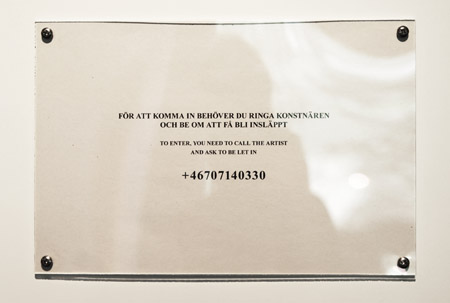 FÖR ATT KOMMA IN BEHÖVER DU RINGA KONSTNÄREN
OCH BE OM ATT FÅ BLI INSLÄPPT
TO ENTER, YOU NEED TO CALL THE ARTIST
AND ASK TO BE LET IN
+46707140330